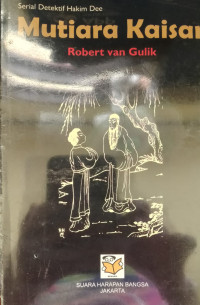 Serial Detektif Hakim Dee
Mutiara Kaisar
Robert van Gulik
SUARA HARAPAN BANGSA
JAKARTA